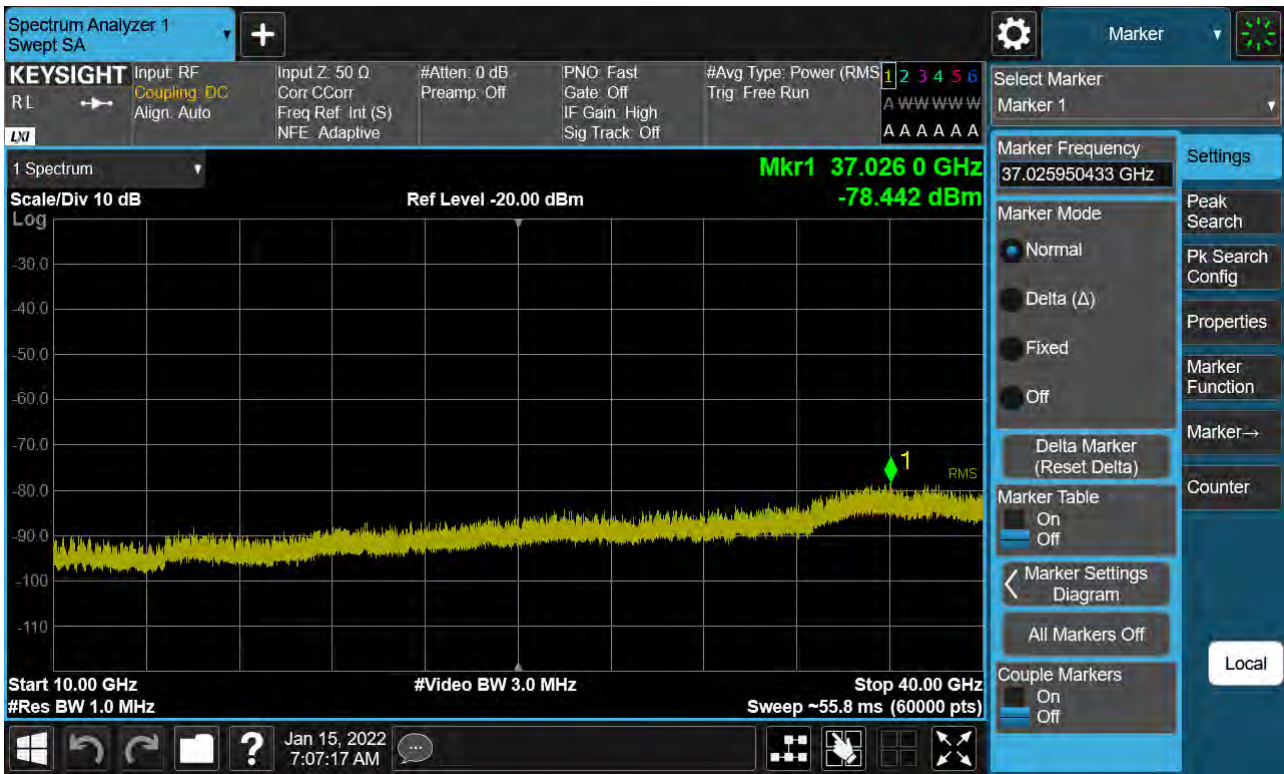 Spectrum Analyzer 1
Swept SA
+
Marker
KEYSIGHT
RL
LXI
Input: RF
Coupling: DC
Align: Auto
Input Z: 50 Ω
Corr CCorr
Freq Ref: Int (S)
NFE: Adaptive
#Atten: 0 dB
Preamp: Off
PNO: Fast
Gate: Off
IF Gain: High
Sig Track: Off
#Avg Type: Power (RMS
Trig: Free Run
1 2 3 4 5 6
A W W W W W
A A A A A A
Select Marker
Marker 1
1 Spectrum
Scale/Div 10 dB
Log
Ref Level -20.00 dBm
Mkr1 37.026 0 GHz
-78.442 dBm
-30.0
-40.0
-50.0
-60.0
-70.0
-80.0
-90.0
-100
-110
1
RMS
Start 10.00 GHz
#Res BW 1.0 MHz
#Video BW 3.0 MHz
Stop 40.00 GHz
Sweep ~55.8 ms (60000 pts)
Marker Frequency
37.025950433 GHz
Marker Mode
Normal
Delta (Δ)
Fixed
Off
Delta Marker
(Reset Delta)
Marker Table
On
Off
Marker Settings
Diagram
All Markers Off
Couple Markers
On
Off
Settings
Peak
Search
Pk Search
Config
Properties
Marker
Function
Marker→
Counter
Local
?
Jan 15, 2022
7:07:17 AM